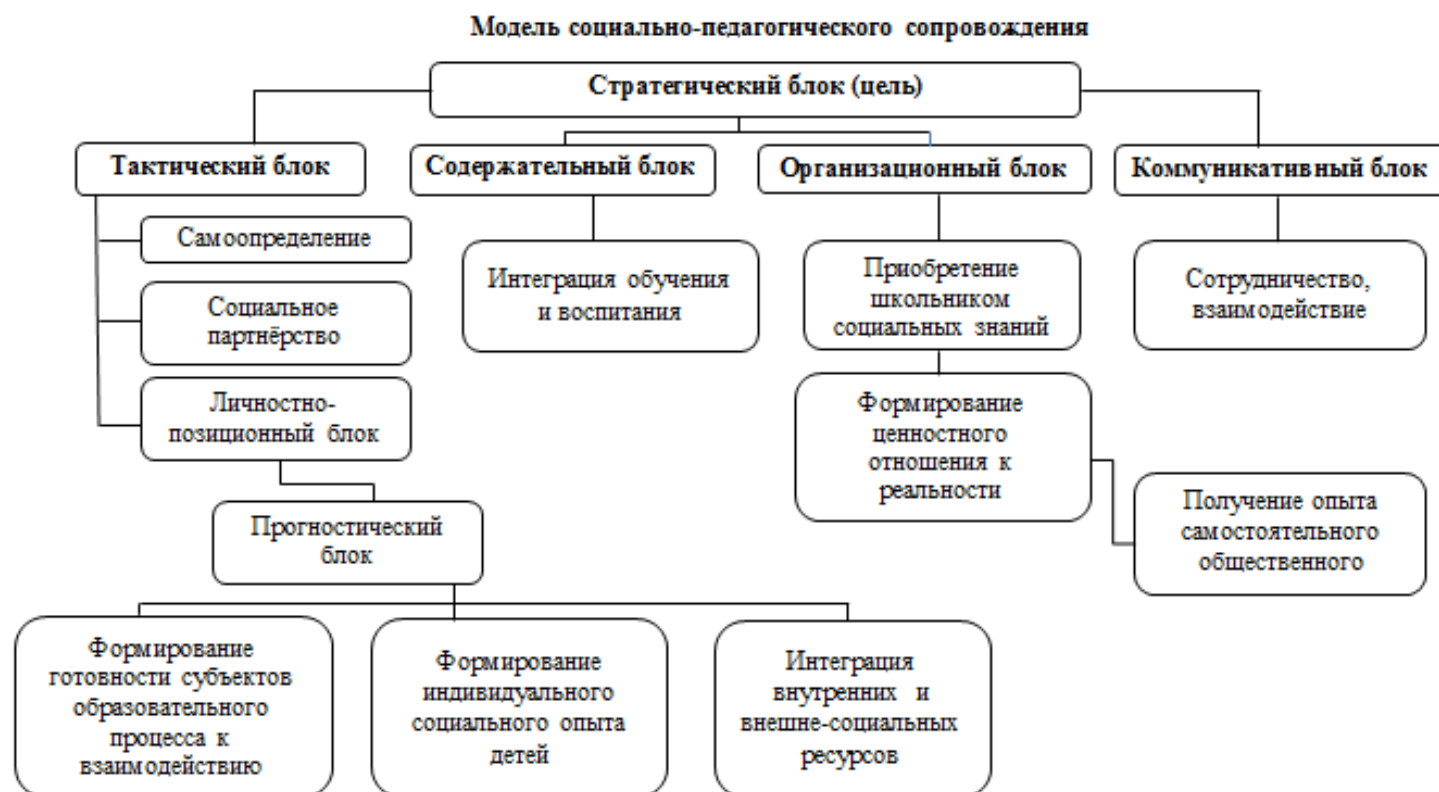 Модель социально-педагогического сопровождения
Стратегический блок (цель)
Тактический блок
Содержательный блок
Организационный блок
Коммуникативный блок
Самоопределение
Социальное
партнёрство
Личностно-
позиционный блок
Интеграция обучения
и воспитания
Приобретение
школьником
социальных знаний
Сотрудничество,
взаимодействие
Формирование
ценностного
отношения к
реальности
Получение опыта
самостоятельного
общественного
Прогностический
блок
Формирование
готовности субъектов
образовательного
процесса к
взаимодействию
Формирование
индивидуального
социального опыта
детей
Интеграция
внутренних и
внешне-социальных
ресурсов